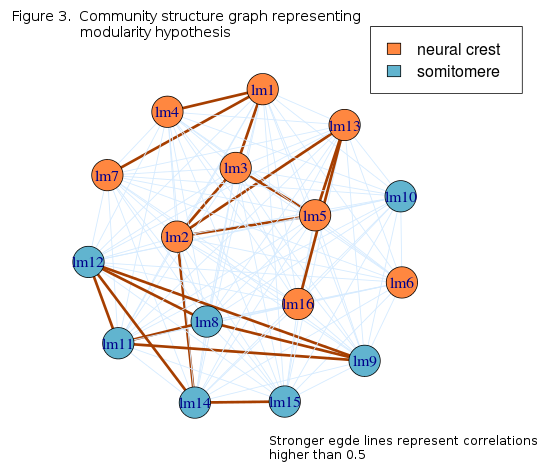 Figure 3.  Community structure graph representing
modularity hypothesis
neural crest
somitomere
lm1
lm4
lm13
lm3
lm7
lm10
lm5
lm2
lm12
lm6
lm16
lm8
lm11
lm9
lm14
lm15
Stronger egde lines represent correlations
higher than 0.5